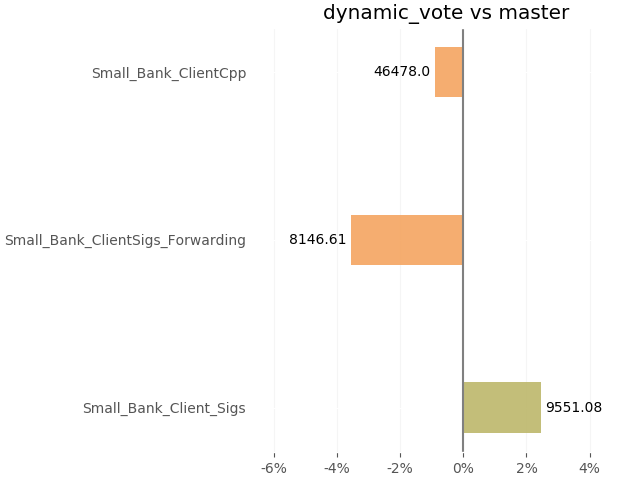 dynamic_vote vs master
Small_Bank_ClientCpp
46478.0
Small_Bank_ClientSigs_Forwarding
8146.61
Small_Bank_Client_Sigs
9551.08
-6%
-4%
-2%
0%
2%
4%